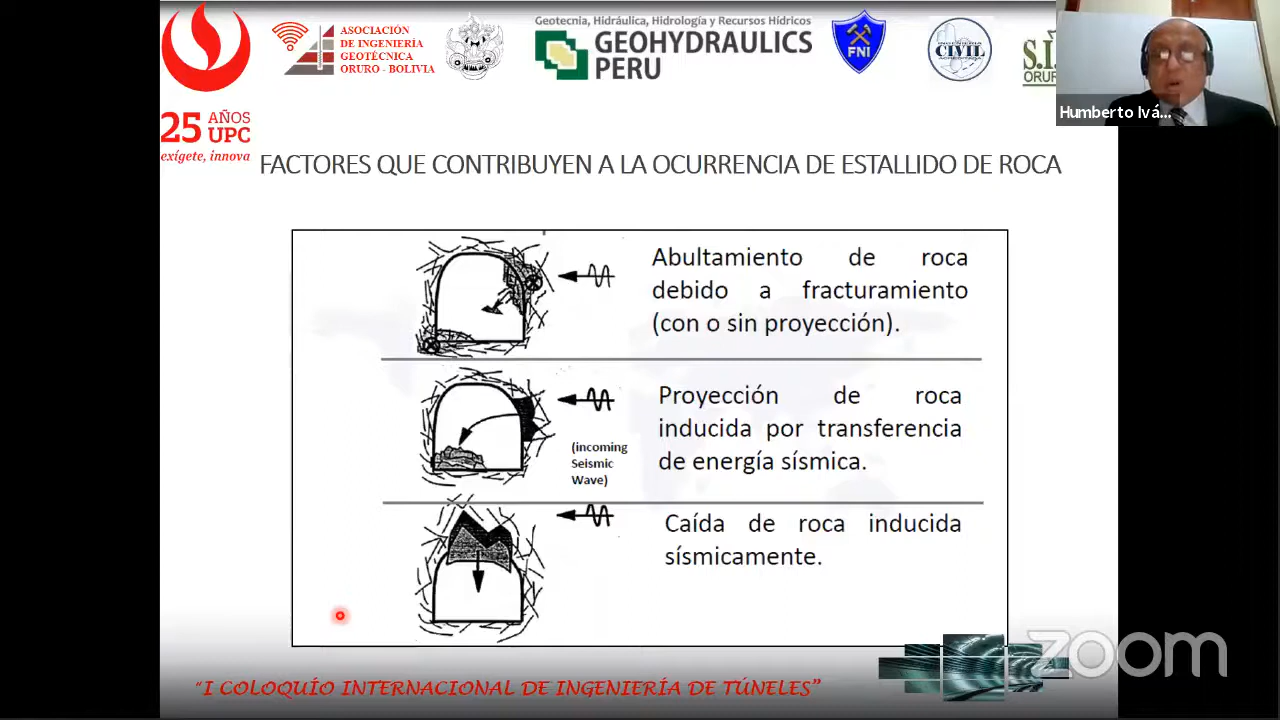 25 AÑOS
UPC
exígete, innova
ASOCIACIÓN
DE INGENIERÍA
GEOTÉCNICA
ORURO - BOLIVIA
Geotecnia, Hidráulica, Hidrología y Recursos Hídricos
GEOHYDRAULICS
PERU
FNI
CIVIL
ORUR
Humberto Ivá...
FACTORES QUE CONTRIBUYEN A LA OCURRENCIA DE ESTALLIDO DE ROCA
Abultamiento de roca
debido a fracturamiento
(con o sin proyección).
Proyección de roca
inducida por transferencia
de energía sísmica.
(incoming
Seismic
Wave)
Caída de roca inducida
sísmicamente.
"I COLOQUÍO INTERNACIONAL DE INGENIERÍA DE TÚNELES"
zoom